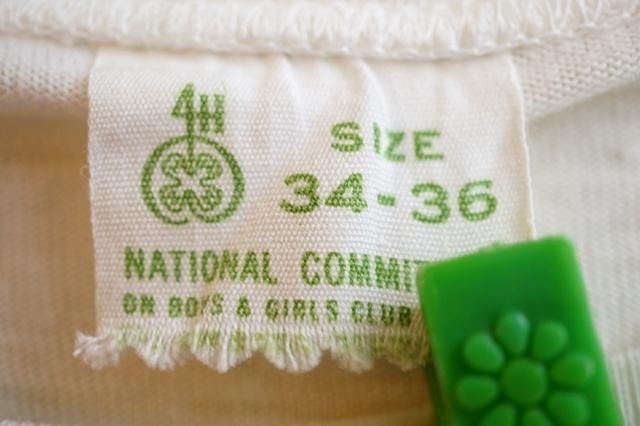 4H
SIZE
34-36
NATIONAL COMMIT
ON BOYS & GIRLS CLUB